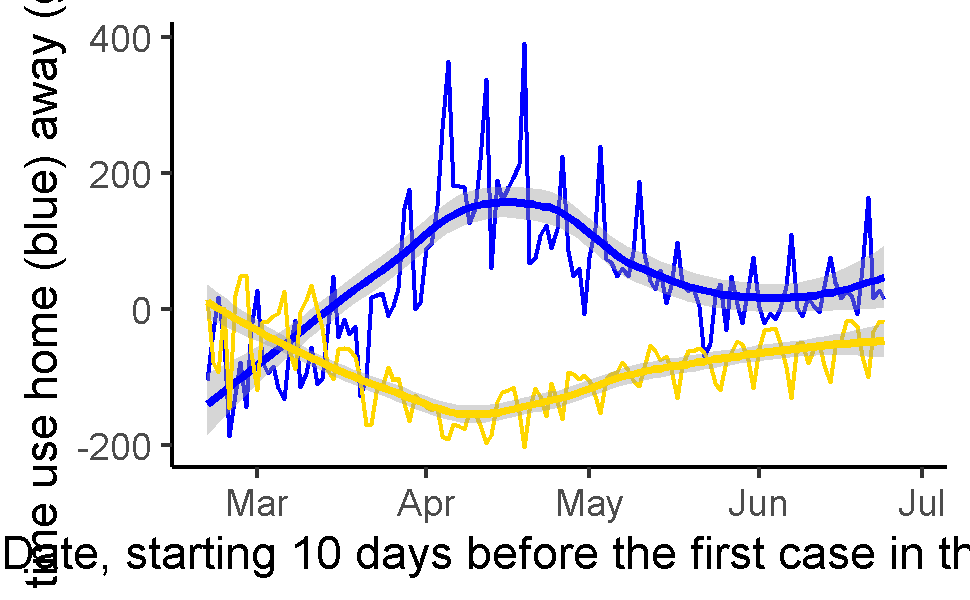 time use home (blue) away (
400
200
0
-200
Mar Apr May Jun Jul
Date, starting 10 days before the first case in th